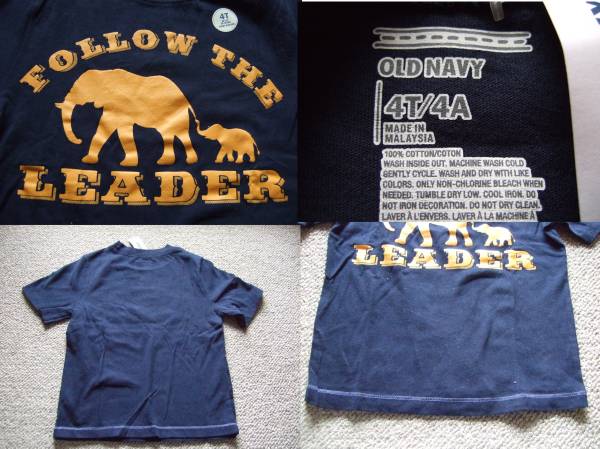 FOLLOW THE
LEADER
4T
OLD NAVY
4T/4A
MADE IN
MALAYSIA
100% COTTON/COTON
WASH INSIDE OUT. MACHINE WASH COLD
GENTLY CYCLE. WASH AND DRY WITH LIKE
COLORS. ONLY NON-CHLORINE BLEACH WHEN
NEEDED. TUMBLE DRY LOW. COOL IRON. DO
NOT IRON DECORATION. DO NOT DRY CLEAN.
LAVER À L'ENVERS. LAVER À LA MACHINE À
LEADER